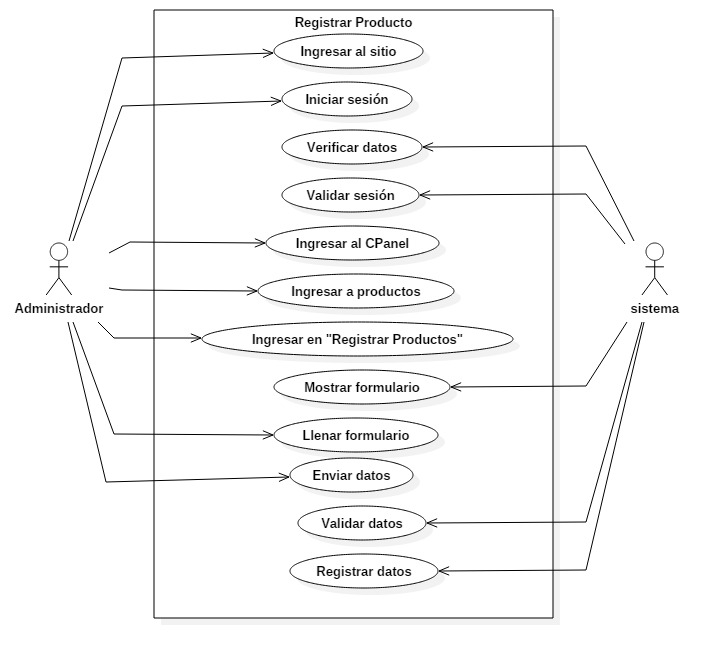 Registrar Producto
Ingresar al sitio
Iniciar sesión
Verificar datos
Validar sesión
Ingresar al CPanel
Ingresar a productos
Administrador
sistema
Ingresar en "Registrar Productos"
Mostrar formulario
Llenar formulario
Enviar datos
Validar datos
Registrar datos